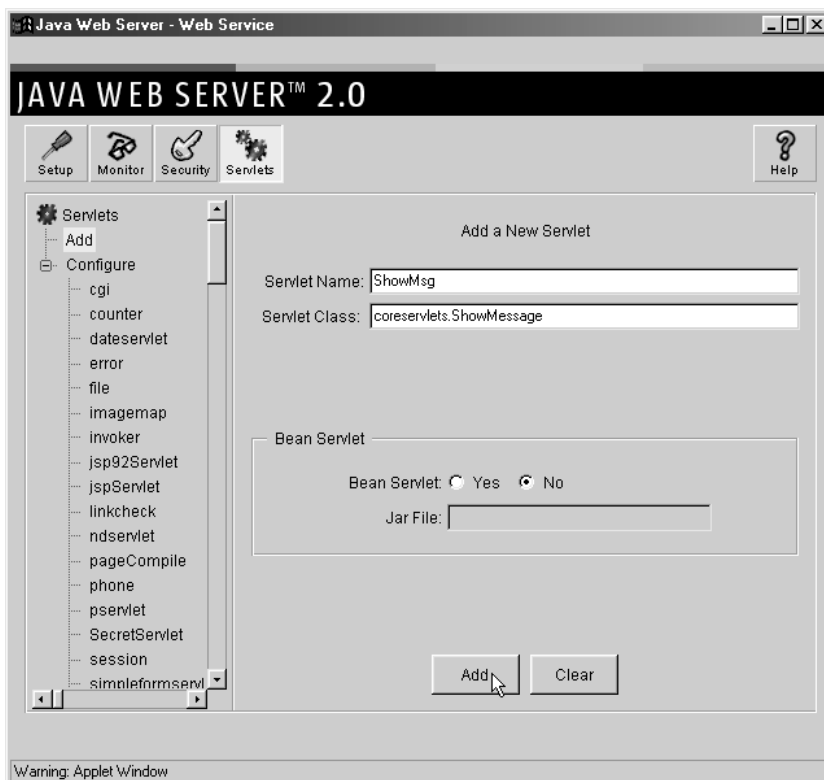 Java Web Server - Web Service
JAVA WEB SERVER™ 2.0
Setup Monitor Security Servlets Help
Servlets
Add
Configure
cgi
counter
dateservlet
error
file
imagemap
invoker
jsp92Servlet
jspServlet
linkcheck
ndservlet
pageCompile
phone
pservlet
SecretServlet
session
simpleformservl
Add a New Servlet
Servlet Name: ShowMsg
Servlet Class: coreservlets.ShowMessage
Bean Servlet
Bean Servlet: Yes No
Jar File:
Add Clear
Warning: Applet Window